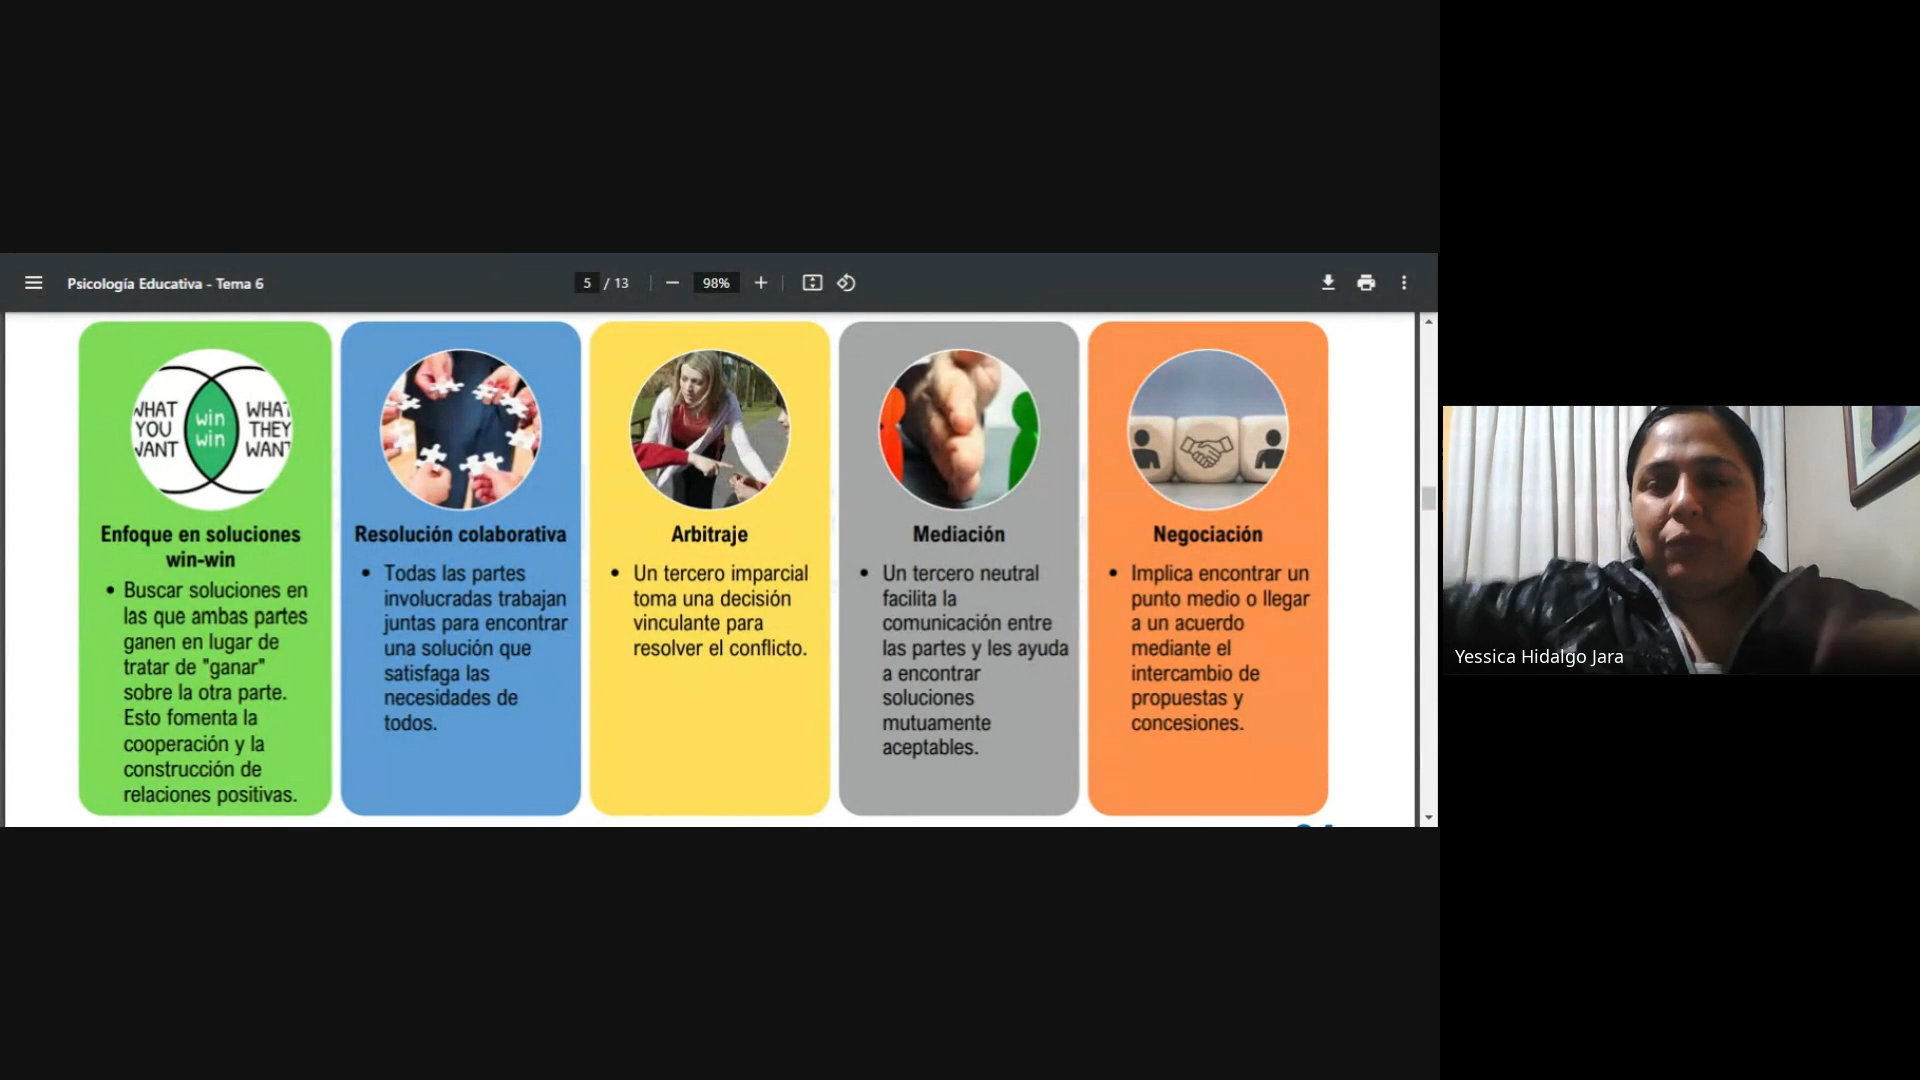 Psicología Educativa - Tema 6
5 / 13
98%
WHAT
YOU
WANT
win
win
WHAT
THEY
WANT
Enfoque en soluciones
win-win
• Buscar soluciones en
las que ambas partes
ganen en lugar de
tratar de "ganar"
sobre la otra parte.
Esto fomenta la
cooperación y la
construcción de
relaciones positivas.
Resolución colaborativa
• Todas las partes
involucradas trabajan
juntas para encontrar
una solución que
satisfaga las
necesidades de
todos.
Arbitraje
• Un tercero imparcial
toma una decisión
vinculante para
resolver el conflicto.
Mediación
• Un tercero neutral
facilita la
comunicación entre
las partes y les ayuda
a encontrar
soluciones
mutuamente
aceptables.
Negociación
• Implica encontrar un
punto medio o llegar
a un acuerdo
mediante el
intercambio de
propuestas y
concesiones.
Yessica Hidalgo Jara